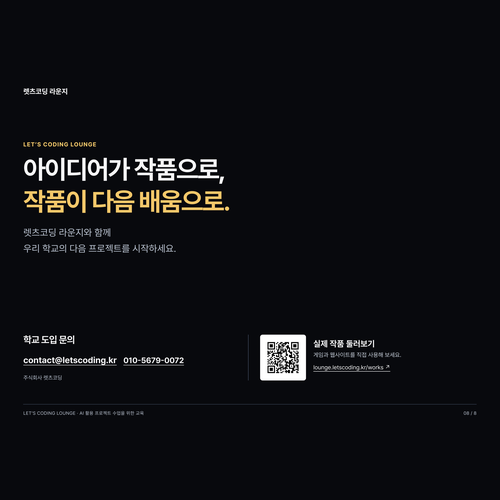 렛츠코딩 라운지
LET'S CODING LOUNGE
아이디어가 작품으로,
작품이 다음 배움으로.
렛츠코딩 라운지와 함께
우리 학교의 다음 프로젝트를 시작하세요.
학교 도입 문의
contact@letscoding.kr 010-5679-0072
주식회사 렛츠코딩
실제 작품 둘러보기
게임과 웹사이트를 직접 사용해 보세요.
lounge.letscoding.kr/works ↗
LET'S CODING LOUNGE · AI 활용 프로젝트 수업을 위한 교육
08 / 8